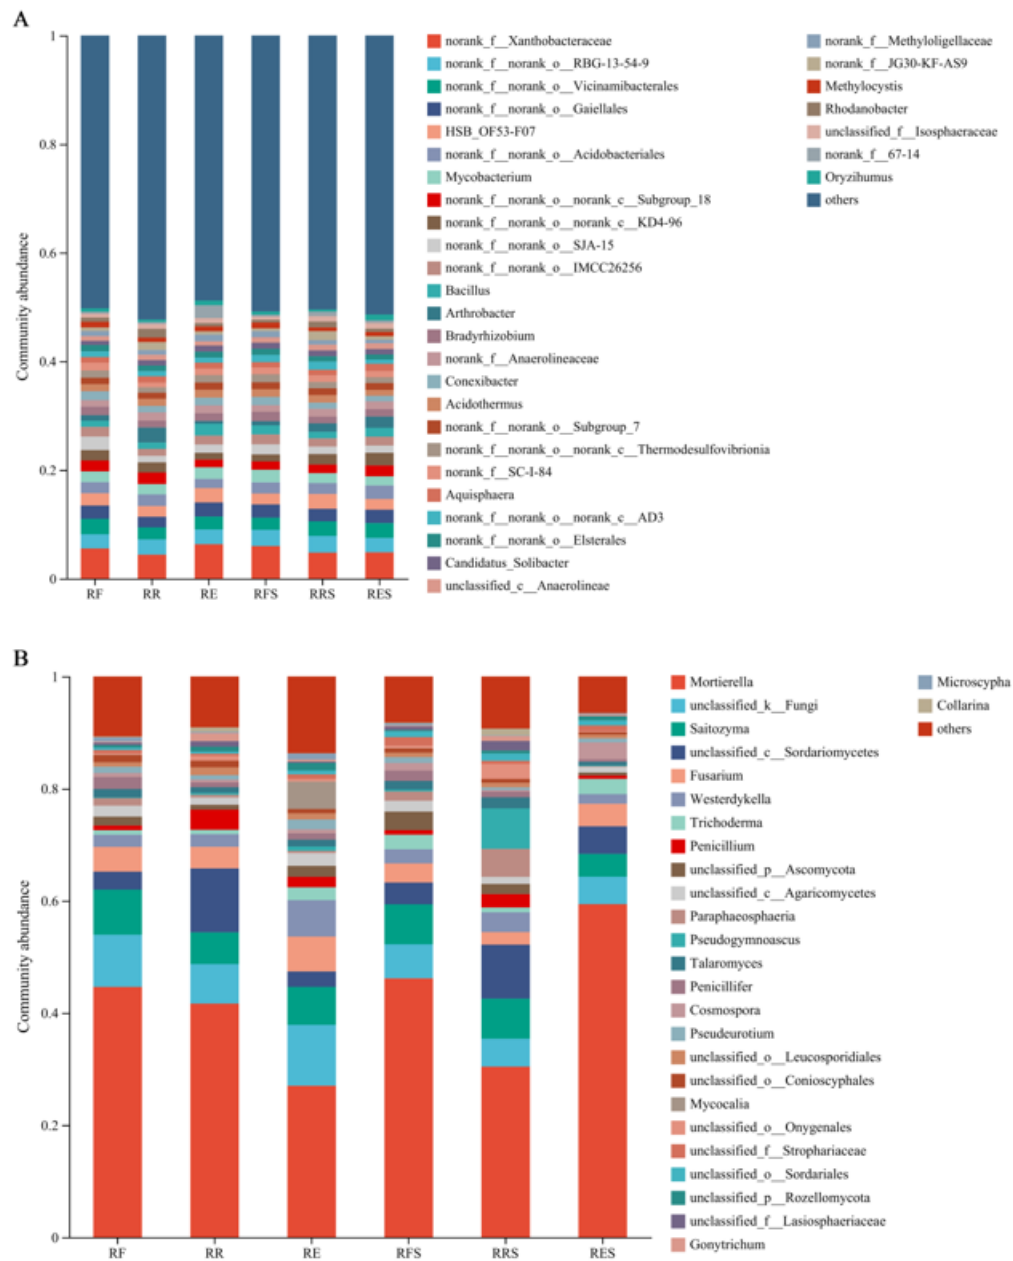 A
Community abundance
1
0.8
0.6
0.4
0.2
0
RF RR RE RFS RRS RES
norank_f__Xanthobacteraceae
norank_f__norank_o__RBG-13-54-9
norank_f__norank_o__Vicinamibacterales
norank_f__norank_o__Gaiellales
HSB_OF53-F07
norank_f__norank_o__Acidobacteriales
Mycobacterium
norank_f__norank_o__norank_c__Subgroup_18
norank_f__norank_o__norank_c__KD4-96
norank_f__norank_o__SJA-15
norank_f__norank_o__IMCC26256
Bacillus
Arthrobacter
Bradyrhizobium
norank_f__Anaerolineaceae
Conexibacter
Acidothermus
norank_f__norank_o__Subgroup_7
norank_f__norank_o__norank_c__Thermodesulfovibrionia
norank_f__SC-I-84
Aquisphaera
norank_f__norank_o__norank_c__AD3
norank_f__norank_o__Elsterales
Candidatus_Solibacter
unclassified_c__Anaerolineae
norank_f__Methyloligellaceae
norank_f__JG30-KF-AS9
Methylocystis
Rhodanobacter
unclassified_f__Isosphaeraceae
norank_f__67-14
Oryzihumus
others
B
Community abundance
1
0.8
0.6
0.4
0.2
0
RF RR RE RFS RRS RES
Mortierella
unclassified_k__Fungi
Saitozyma
unclassified_c__Sordariomycetes
Fusarium
Westerdykella
Trichoderma
Penicillium
unclassified_p__Ascomycota
unclassified_c__Agaricomycetes
Paraphaeosphaeria
Pseudogymnoascus
Talaromyces
Penicillifer
Cosmospora
Pseudeurotium
unclassified_o__Leucosporidiales
unclassified_o__Conioscyphales
Mycocalia
unclassified_o__Onygenales
unclassified_f__Strophariaceae
unclassified_o__Sordariales
unclassified_p__Rozellomycota
unclassified_f__Lasiosphaeriaceae
Gonytrichum
Microscypha
Collarina
others